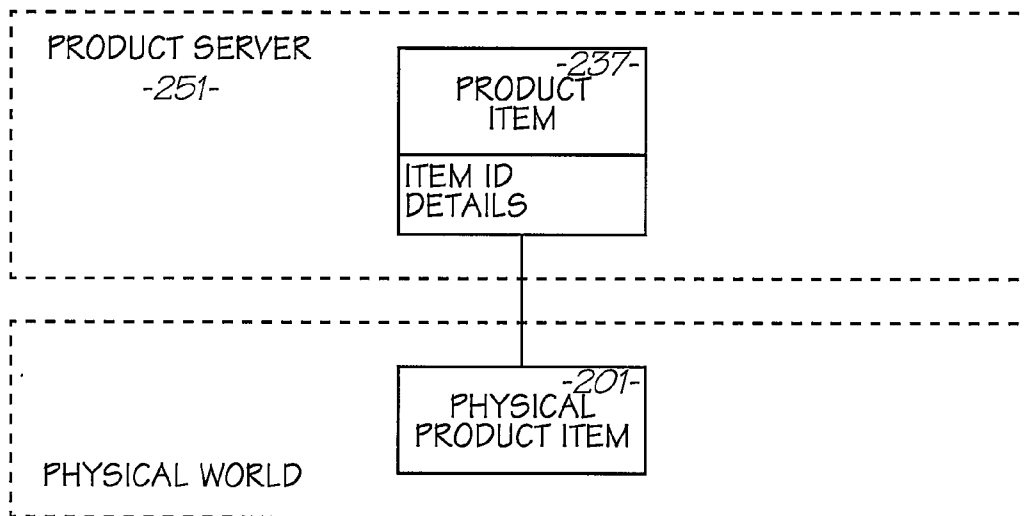 PRODUCT SERVER
-251-
-237-
PRODUCT
ITEM
ITEM ID
DETAILS
-201-
PHYSICAL
PRODUCT ITEM
PHYSICAL WORLD